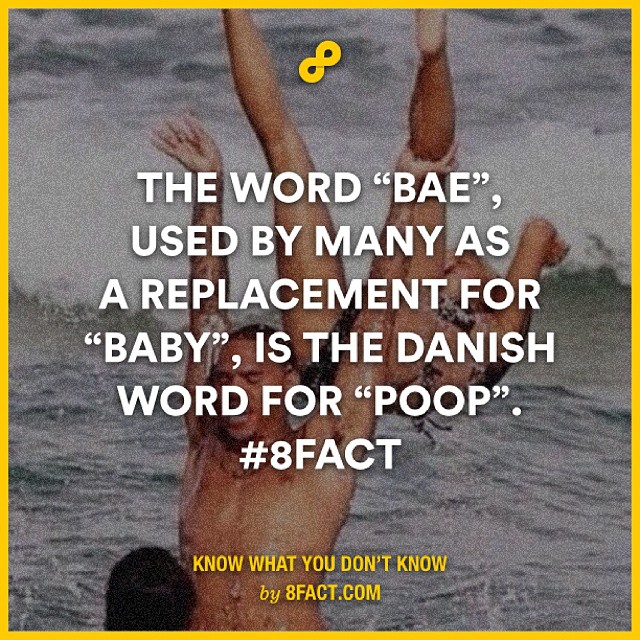 THE WORD “BAE”,
USED BY MANY AS
A REPLACEMENT FOR
“BABY”, IS THE DANISH
WORD FOR “POOP”.
#8FACT
KNOW WHAT YOU DON’T KNOW
by 8FACT.COM